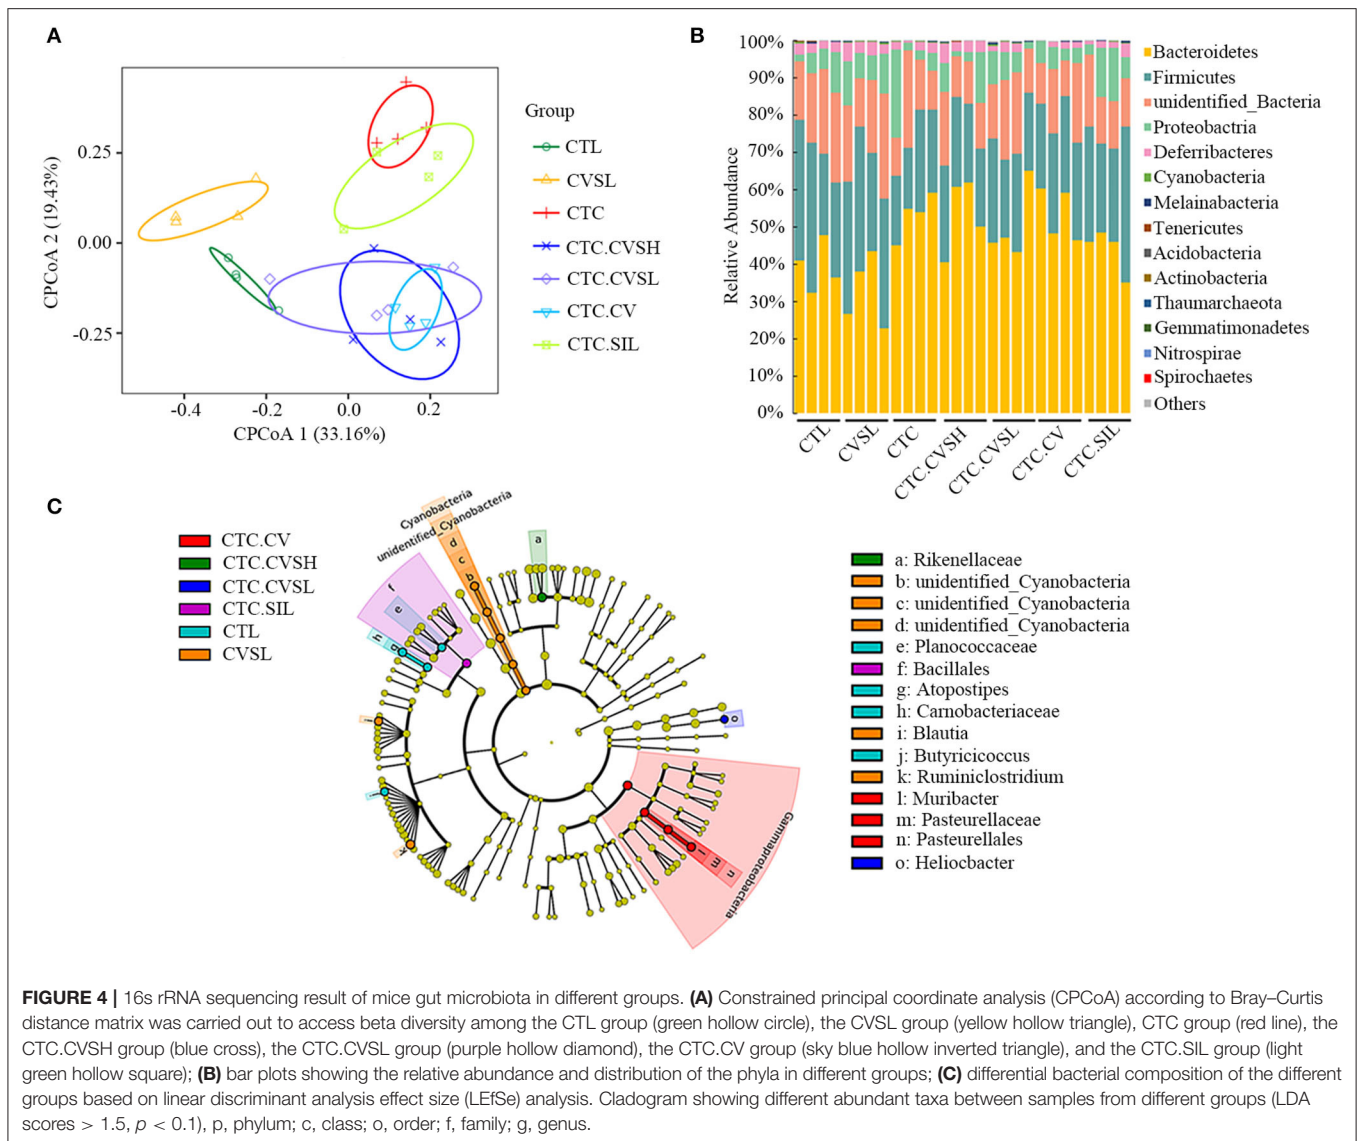 A
0.25
0.00
-0.25
CPCoA 2 (19.43%)
-0.4
-0.2
0.0
0.2
CPCoA 1 (33.16%)
Group
CTL
CVSL
CTC
CTC.CVSH
CTC.CVSL
CTC.CV
CTC.SIL
B
100%
90%
80%
70%
60%
50%
40%
30%
20%
10%
0%
Relative Abundance
CTL
CVSL
CTC
CTC.CVSH
CTC.CVSL
CTC.CV
CTC.SIL
Bacteroidetes
Firmicutes
unidentified_Bacteria
Proteobactria
Deferribacteres
Cyanobacteria
Melainabacteria
Tenericutes
Acidobacteria
Actinobacteria
Thaumarchaeota
Gemmatimonadetes
Nitrospirae
Spirochaetes
Others
C
CTC.CV
CTC.CVSH
CTC.CVSL
CTC.SIL
CTL
CVSL
Cyanobacteria
unidentified_Cyanobacteria
d
c
b
a
f
e
h
g
i
j
k
o
l
m
n
Gammaproteobacteria
a: Rikenellaceae
b: unidentified_Cyanobacteria
c: unidentified_Cyanobacteria
d: unidentified_Cyanobacteria
e: Planococcaceae
f: Bacillales
g: Atopostipes
h: Carnobacteriaceae
i: Blautia
j: Butyricicoccus
k: Ruminiclostridium
l: Muribacter
m: Pasteurellaceae
n: Pasteurellales
o: Heliocbacter
FIGURE 4 | 16s rRNA sequencing result of mice gut microbiota in different groups. (A) Constrained principal coordinate analysis (CPCoA) according to Bray–Curtis
distance matrix was carried out to access beta diversity among the CTL group (green hollow circle), the CVSL group (yellow hollow triangle), CTC group (red line), the
CTC.CVSH group (blue cross), the CTC.CVSL group (purple hollow diamond), the CTC.CV group (sky blue hollow inverted triangle), and the CTC.SIL group (light
green hollow square); (B) bar plots showing the relative abundance and distribution of the phyla in different groups; (C) differential bacterial composition of the different
groups based on linear discriminant analysis effect size (LEfSe) analysis. Cladogram showing different abundant taxa between samples from different groups (LDA
scores > 1.5, p < 0.1), p, phylum; c, class; o, order; f, family; g, genus.